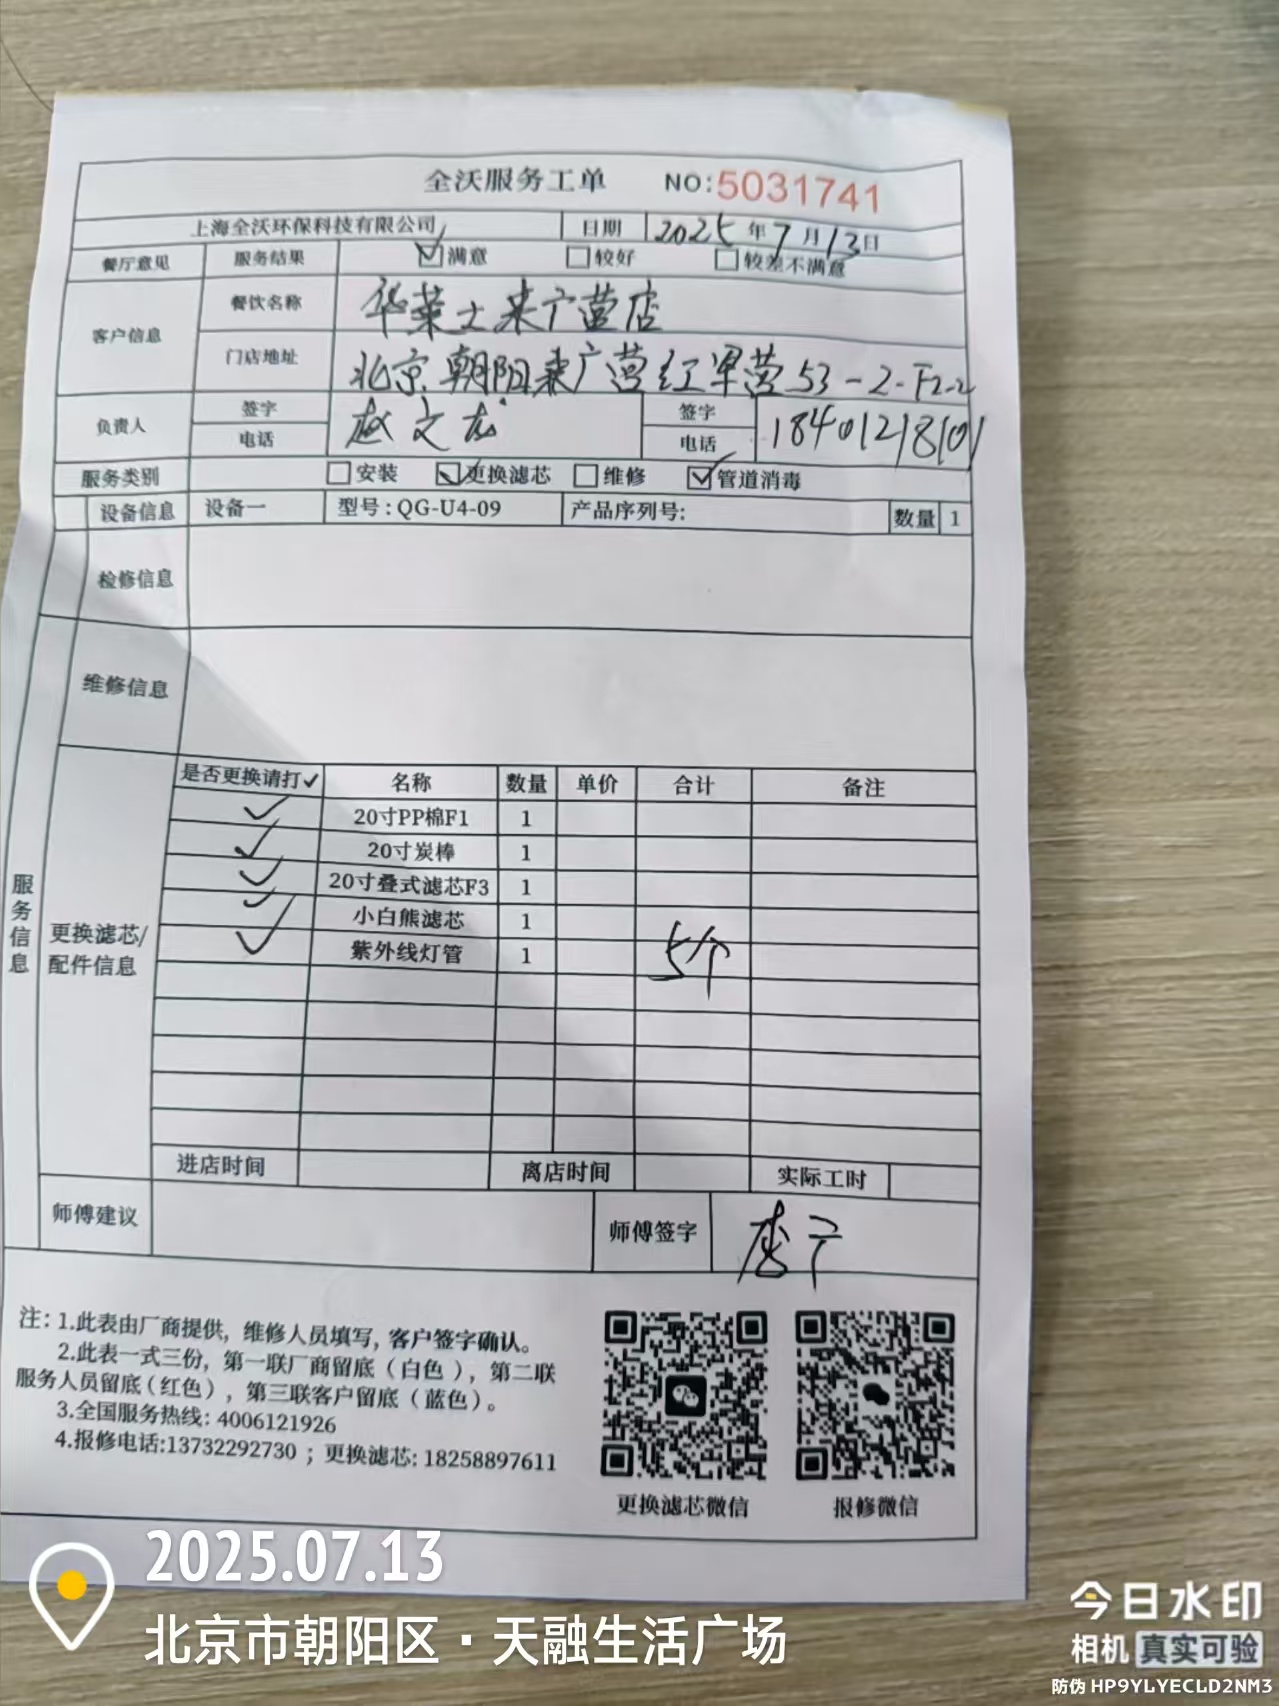 全沃服务工单 NO:5031741
上海全沃环保科技有限公司 日期 2025年7月13日
餐厅意见 服务结果 满意 较好 较差不满意
客户信息 餐饮名称 华莱士来广营店
门店地址 北京朝阳来广营红军营53-2-F2-2
负责人 签字 赵文龙 签字
电话 电话 18401218101
服务类别 安装 更换滤芯 维修 管道消毒
设备信息 设备一 型号:QG-U4-09 产品序列号: 数量 1
检修信息
维修信息
服务信息
更换滤芯/配件信息
是否更换请打✓ 名称 数量 单价 合计 备注
✓ 20寸PP棉F1 1
✓ 20寸炭棒 1
✓ 20寸叠式滤芯F3 1
✓ 小白熊滤芯 1
✓ 紫外线灯管 1 5个
进店时间 离店时间 实际工时
师傅建议 师傅签字
注:1.此表由厂商提供,维修人员填写,客户签字确认。
2.此表一式三份,第一联厂商留底(白色),第二联
服务人员留底(红色),第三联客户留底(蓝色)。
3.全国服务热线:4006121926
4.报修电话:13732292730;更换滤芯:18258897611
更换滤芯微信 报修微信
2025.07.13
北京市朝阳区·天融生活广场
今日水印
相机 真实可验
防伪 HP9YLYECLD2NM3